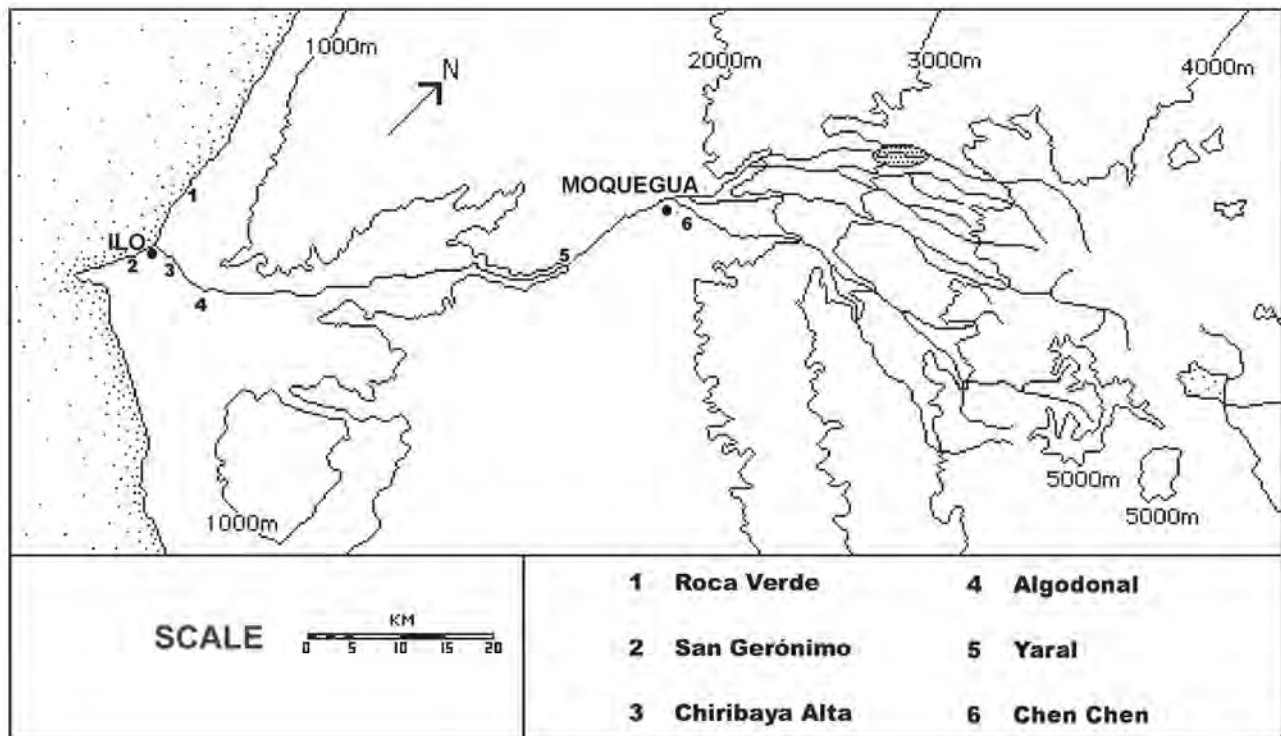 1000m
N
2000m
3000m
4000m
MOQUEGUA
1
6
ILO
2
3
5
4
1000m
5000m
5000m
SCALE
KM
0 5 10 15 20
1 Roca Verde
2 San Gerónimo
3 Chiribaya Alta
4 Algodonal
5 Yaral
6 Chen Chen